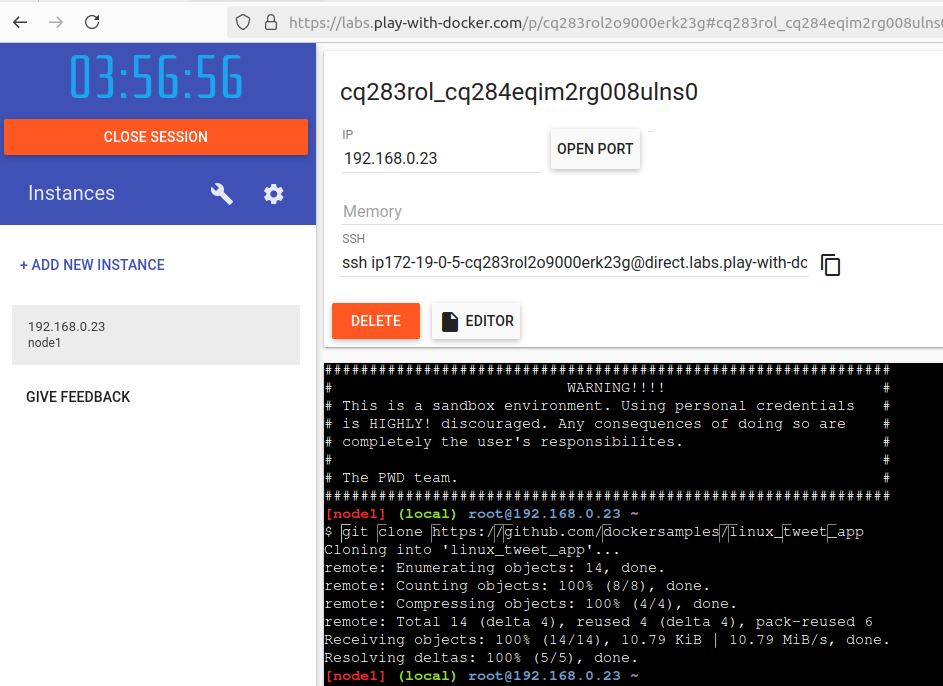 https://labs.play-with-docker.com/p/cq283rol2o9000erk23g#cq283rol_cq284eqim2rg008ulns
03:56:56
CLOSE SESSION
Instances
+ ADD NEW INSTANCE
192.168.0.23
node1
GIVE FEEDBACK
cq283rol_cq284eqim2rg008ulns0
IP
192.168.0.23
OPEN PORT
Memory
SSH
ssh ip172-19-0-5-cq283rol2o9000erk23g@direct.labs.play-with-do
DELETE
EDITOR
###############################################################
# WARNING!!!! #
# This is a sandbox environment. Using personal credentials #
# is HIGHLY! discouraged. Any consequences of doing so are #
# completely the user's responsibilites. #
# #
# The PWD team. #
###############################################################
[node1] (local) root@192.168.0.23 ~
$ git clone https://github.com/dockersamples/linux_tweet_app
Cloning into 'linux_tweet_app'...
remote: Enumerating objects: 14, done.
remote: Counting objects: 100% (8/8), done.
remote: Compressing objects: 100% (4/4), done.
remote: Total 14 (delta 4), reused 4 (delta 4), pack-reused 6
Receiving objects: 100% (14/14), 10.79 KiB | 10.79 MiB/s, done.
Resolving deltas: 100% (5/5), done.
[node1] (local) root@192.168.0.23 ~